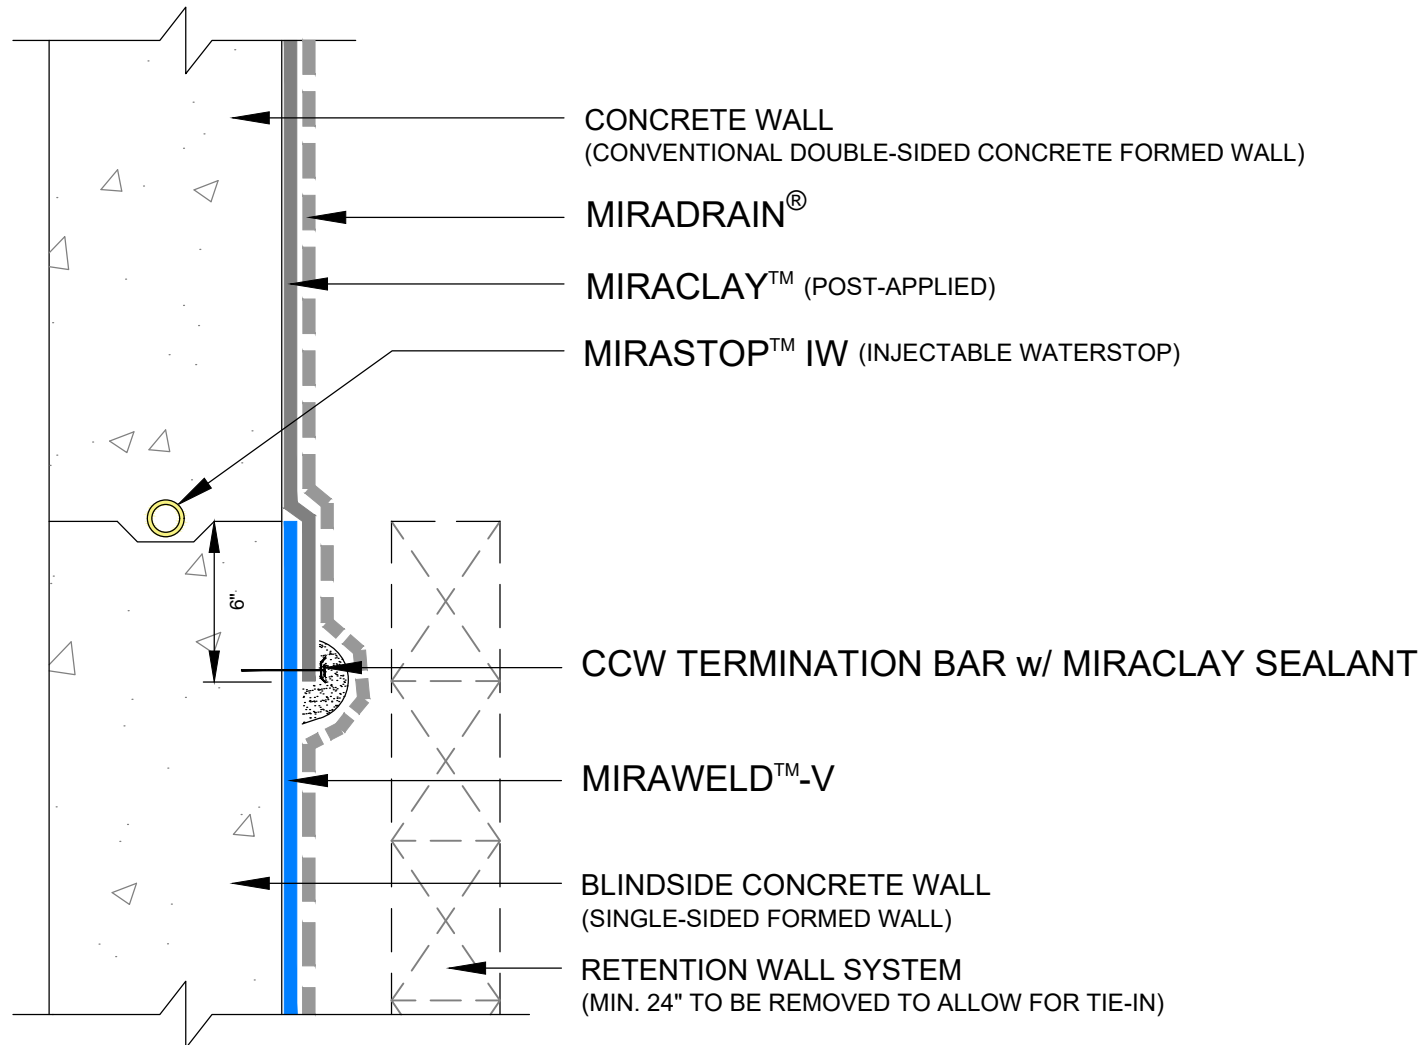 CONCRETE WALL
(CONVENTIONAL DOUBLE-SIDED CONCRETE FORMED WALL)
MIRADRAIN®
MIRACLAY™ (POST-APPLIED)
MIRASTOP™ IW (INJECTABLE WATERSTOP)
6"
CCW TERMINATION BAR w/ MIRACLAY SEALANT
MIRAWELD™-V
BLINDSIDE CONCRETE WALL
(SINGLE-SIDED FORMED WALL)
RETENTION WALL SYSTEM
(MIN. 24" TO BE REMOVED TO ALLOW FOR TIE-IN)